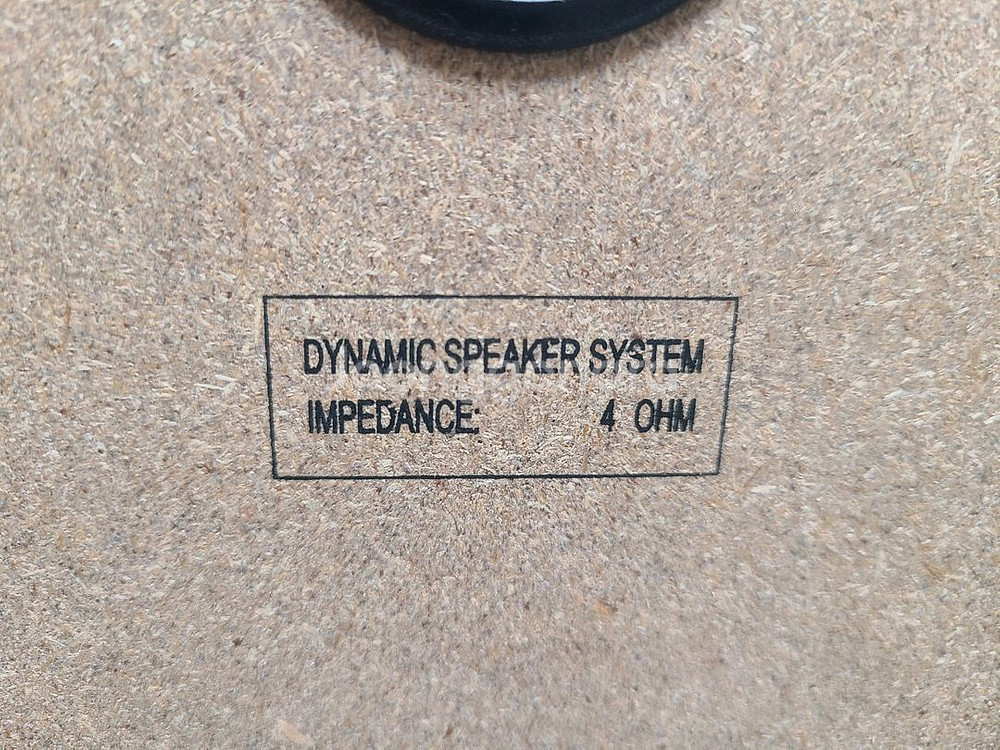 DYNAMIC SPEAKER SYSTEM
IMPEDANCE: 4 OHM